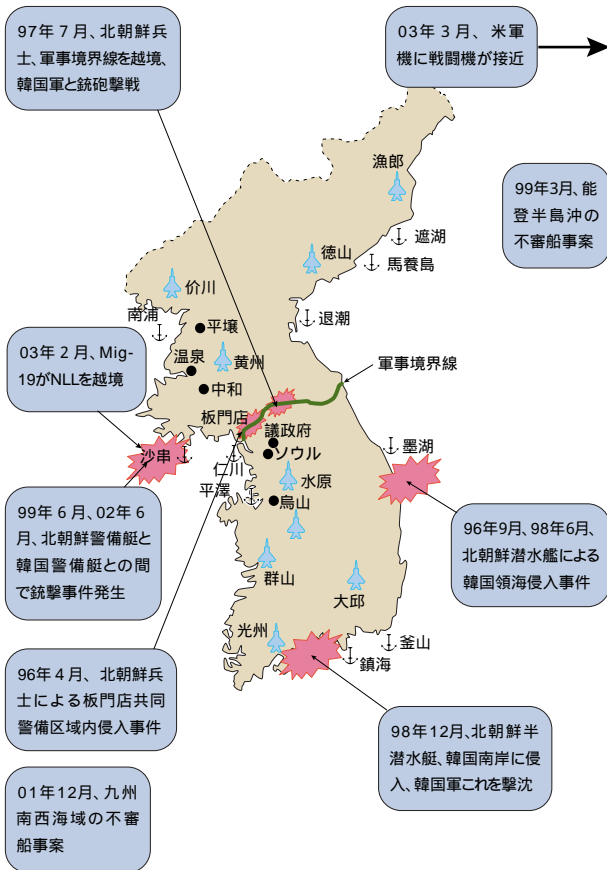 97年７月、北朝鮮兵
士、軍事境界線を越境、
韓国軍と銃砲撃戦
03年３月、米軍
機に戦闘機が接近
漁郎
99年3月、能
登半島沖の
不審船事案
遮湖
徳山
馬養島
价川
南浦
退潮
平壌
03年２月、Mig-
19がNLLを越境
温泉
黄州
軍事境界線
中和
板門店
議政府
沙串
仁川
ソウル
墨湖
平澤
水原
烏山
99年６月、02年６
月、北朝鮮警備艇と
韓国警備艇との間
で銃撃事件発生
96年9月、98年6月、
北朝鮮潜水艦による
韓国領海侵入事件
群山
大邱
光州
釜山
鎮海
96年４月、北朝鮮兵
士による板門店共同
警備区域内侵入事件
98年12月、北朝鮮半
潜水艇、韓国南岸に侵
入、韓国軍これを撃沈
01年12月、九州
南西海域の不審
船事案